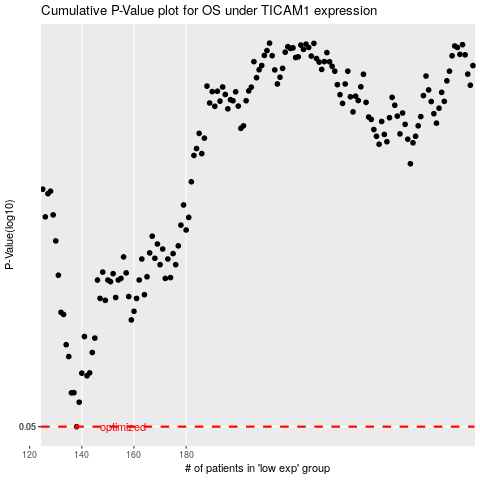 Cumulative P-Value plot for OS under TICAM1 expression
P-Value(log10)
0.05
optimized
120 140 160 180
# of patients in 'low exp' group